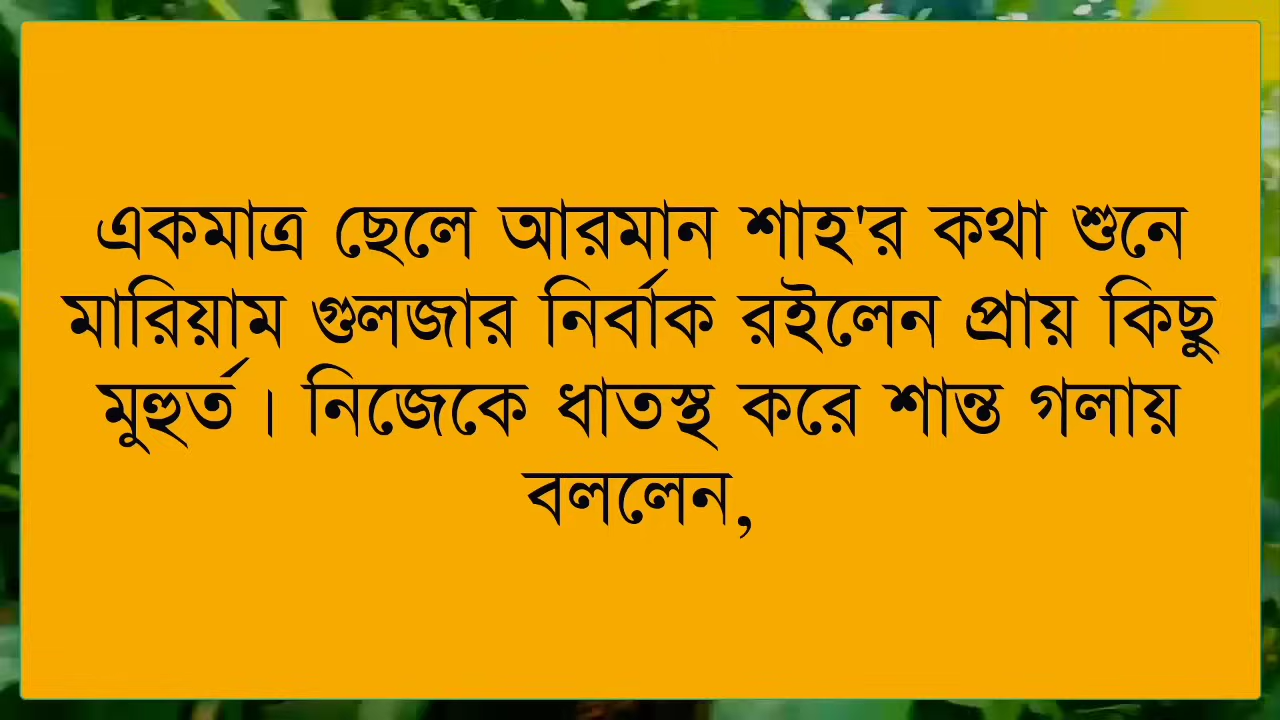 একমাত্র ছেলে আরমান শাহ'র কথা শুনে
মারিয়াম গুলজার নির্বাক রইলেন প্রায় কিছু
মুহুর্ত। নিজেকে ধাতস্থ করে শান্ত গলায়
বললেন,